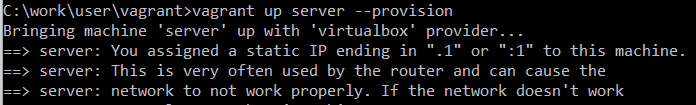 C:\work\user\vagrant>vagrant up server --provision
Bringing machine 'server' up with 'virtualbox' provider...
==> server: You assigned a static IP ending in ".1" or ":1" to this machine.
==> server: This is very often used by the router and can cause the
==> server: network to not work properly. If the network doesn't work